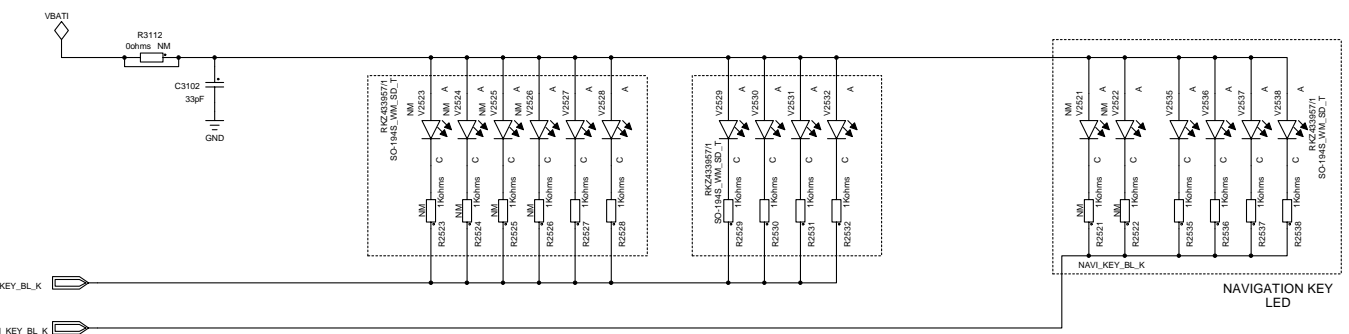 VBATI
R3112
0ohms NM
C3102
33pF
GND
RKZ433957/1
SO-194S_WM_SD_T
NM
V2523
A
NM
V2524
A
NM
V2525
A
NM
V2526
A
V2527
A
V2528
A
C
C
C
C
C
C
NM
R2523
1Kohms
NM
R2524
1Kohms
NM
R2525
1Kohms
NM
R2526
1Kohms
R2527
1Kohms
R2528
1Kohms
RKZ433957/1
SO-194S_WM_SD_T
V2529
A
V2530
A
V2531
A
V2532
A
C
C
C
C
R2529
1Kohms
R2530
1Kohms
R2531
1Kohms
R2532
1Kohms
NM
V2521
A
NM
V2522
A
V2535
A
V2536
A
V2537
A
V2538
A
RKZ433957/1
SO-194S_WM_SD_T
C
C
C
C
C
C
NM
R2521
1Kohms
NM
R2522
1Kohms
R2535
1Kohms
R2536
1Kohms
R2537
1Kohms
R2538
1Kohms
NAVI_KEY_BL_K
NAVIGATION KEY
LED
KEY_BL_K
I_KEY_BL_K